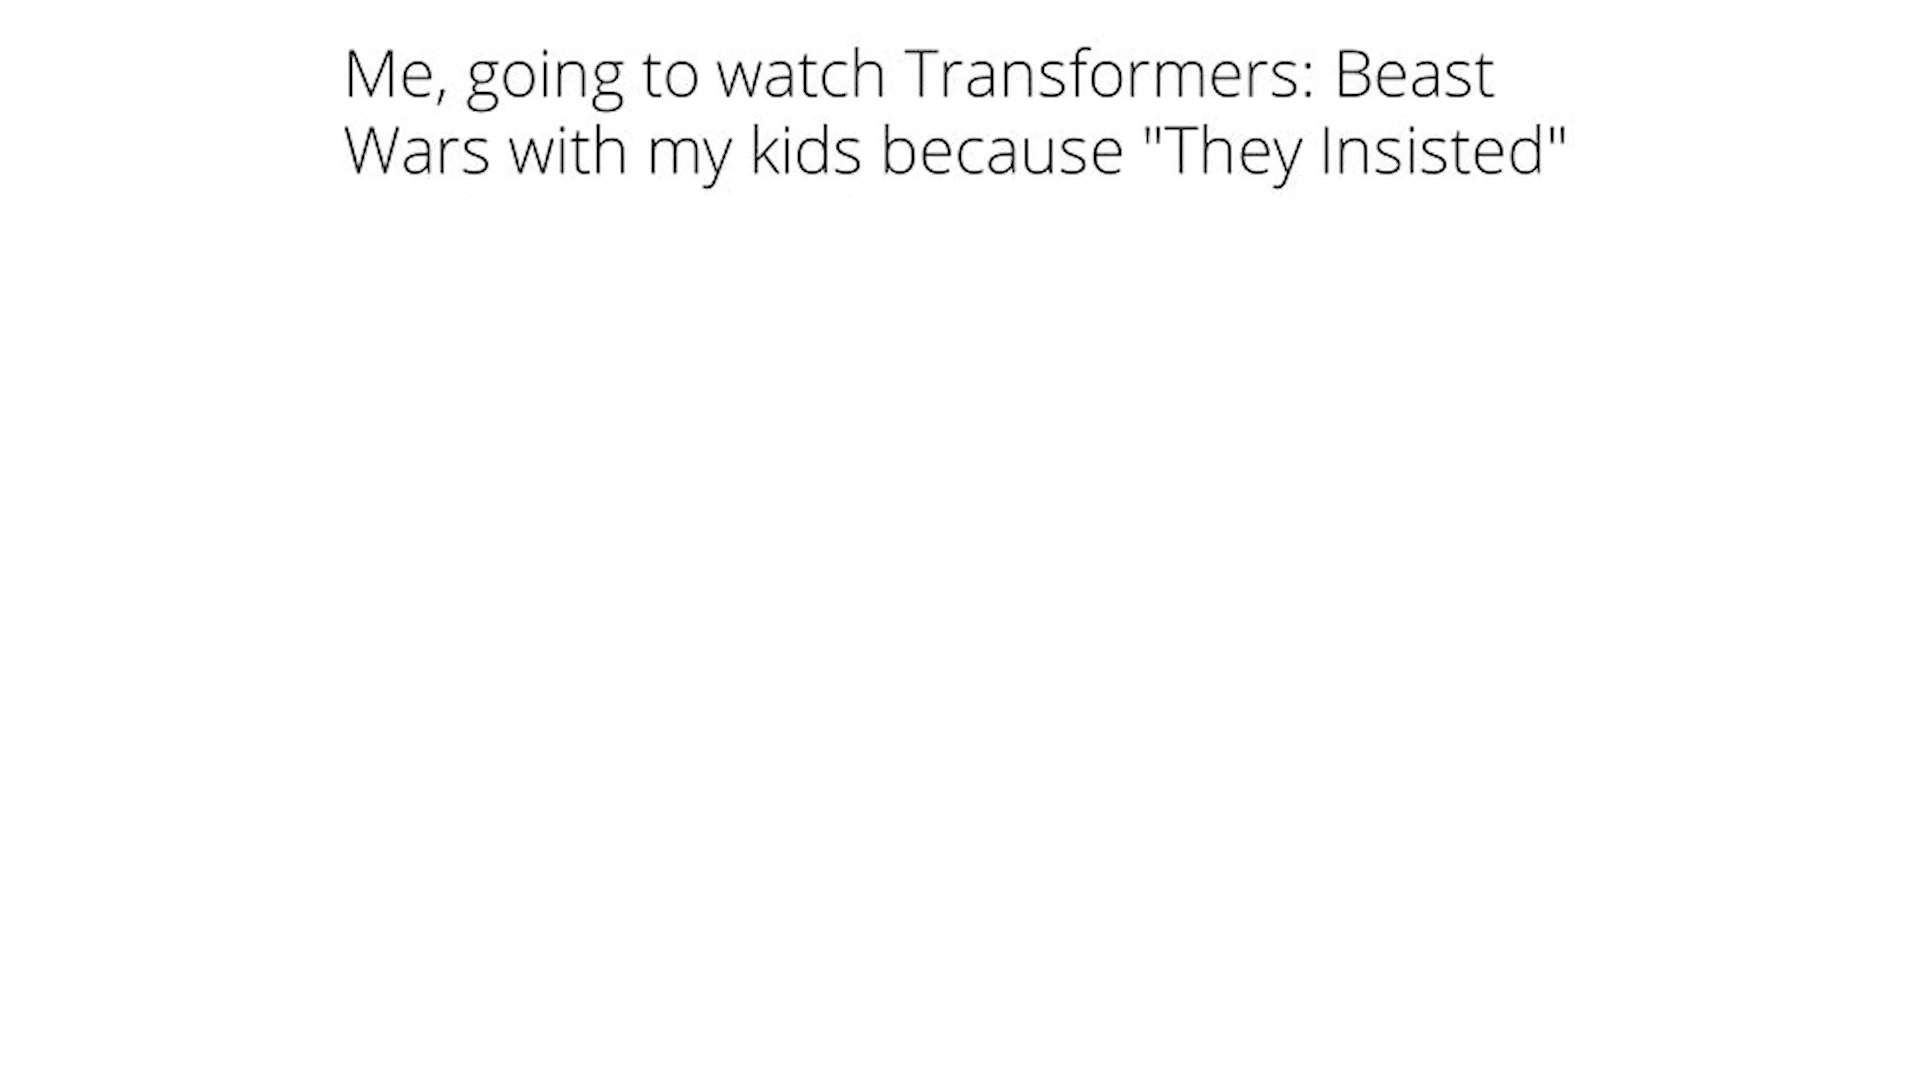 Me, going to watch Transformers: Beast
Wars with my kids because "They Insisted"